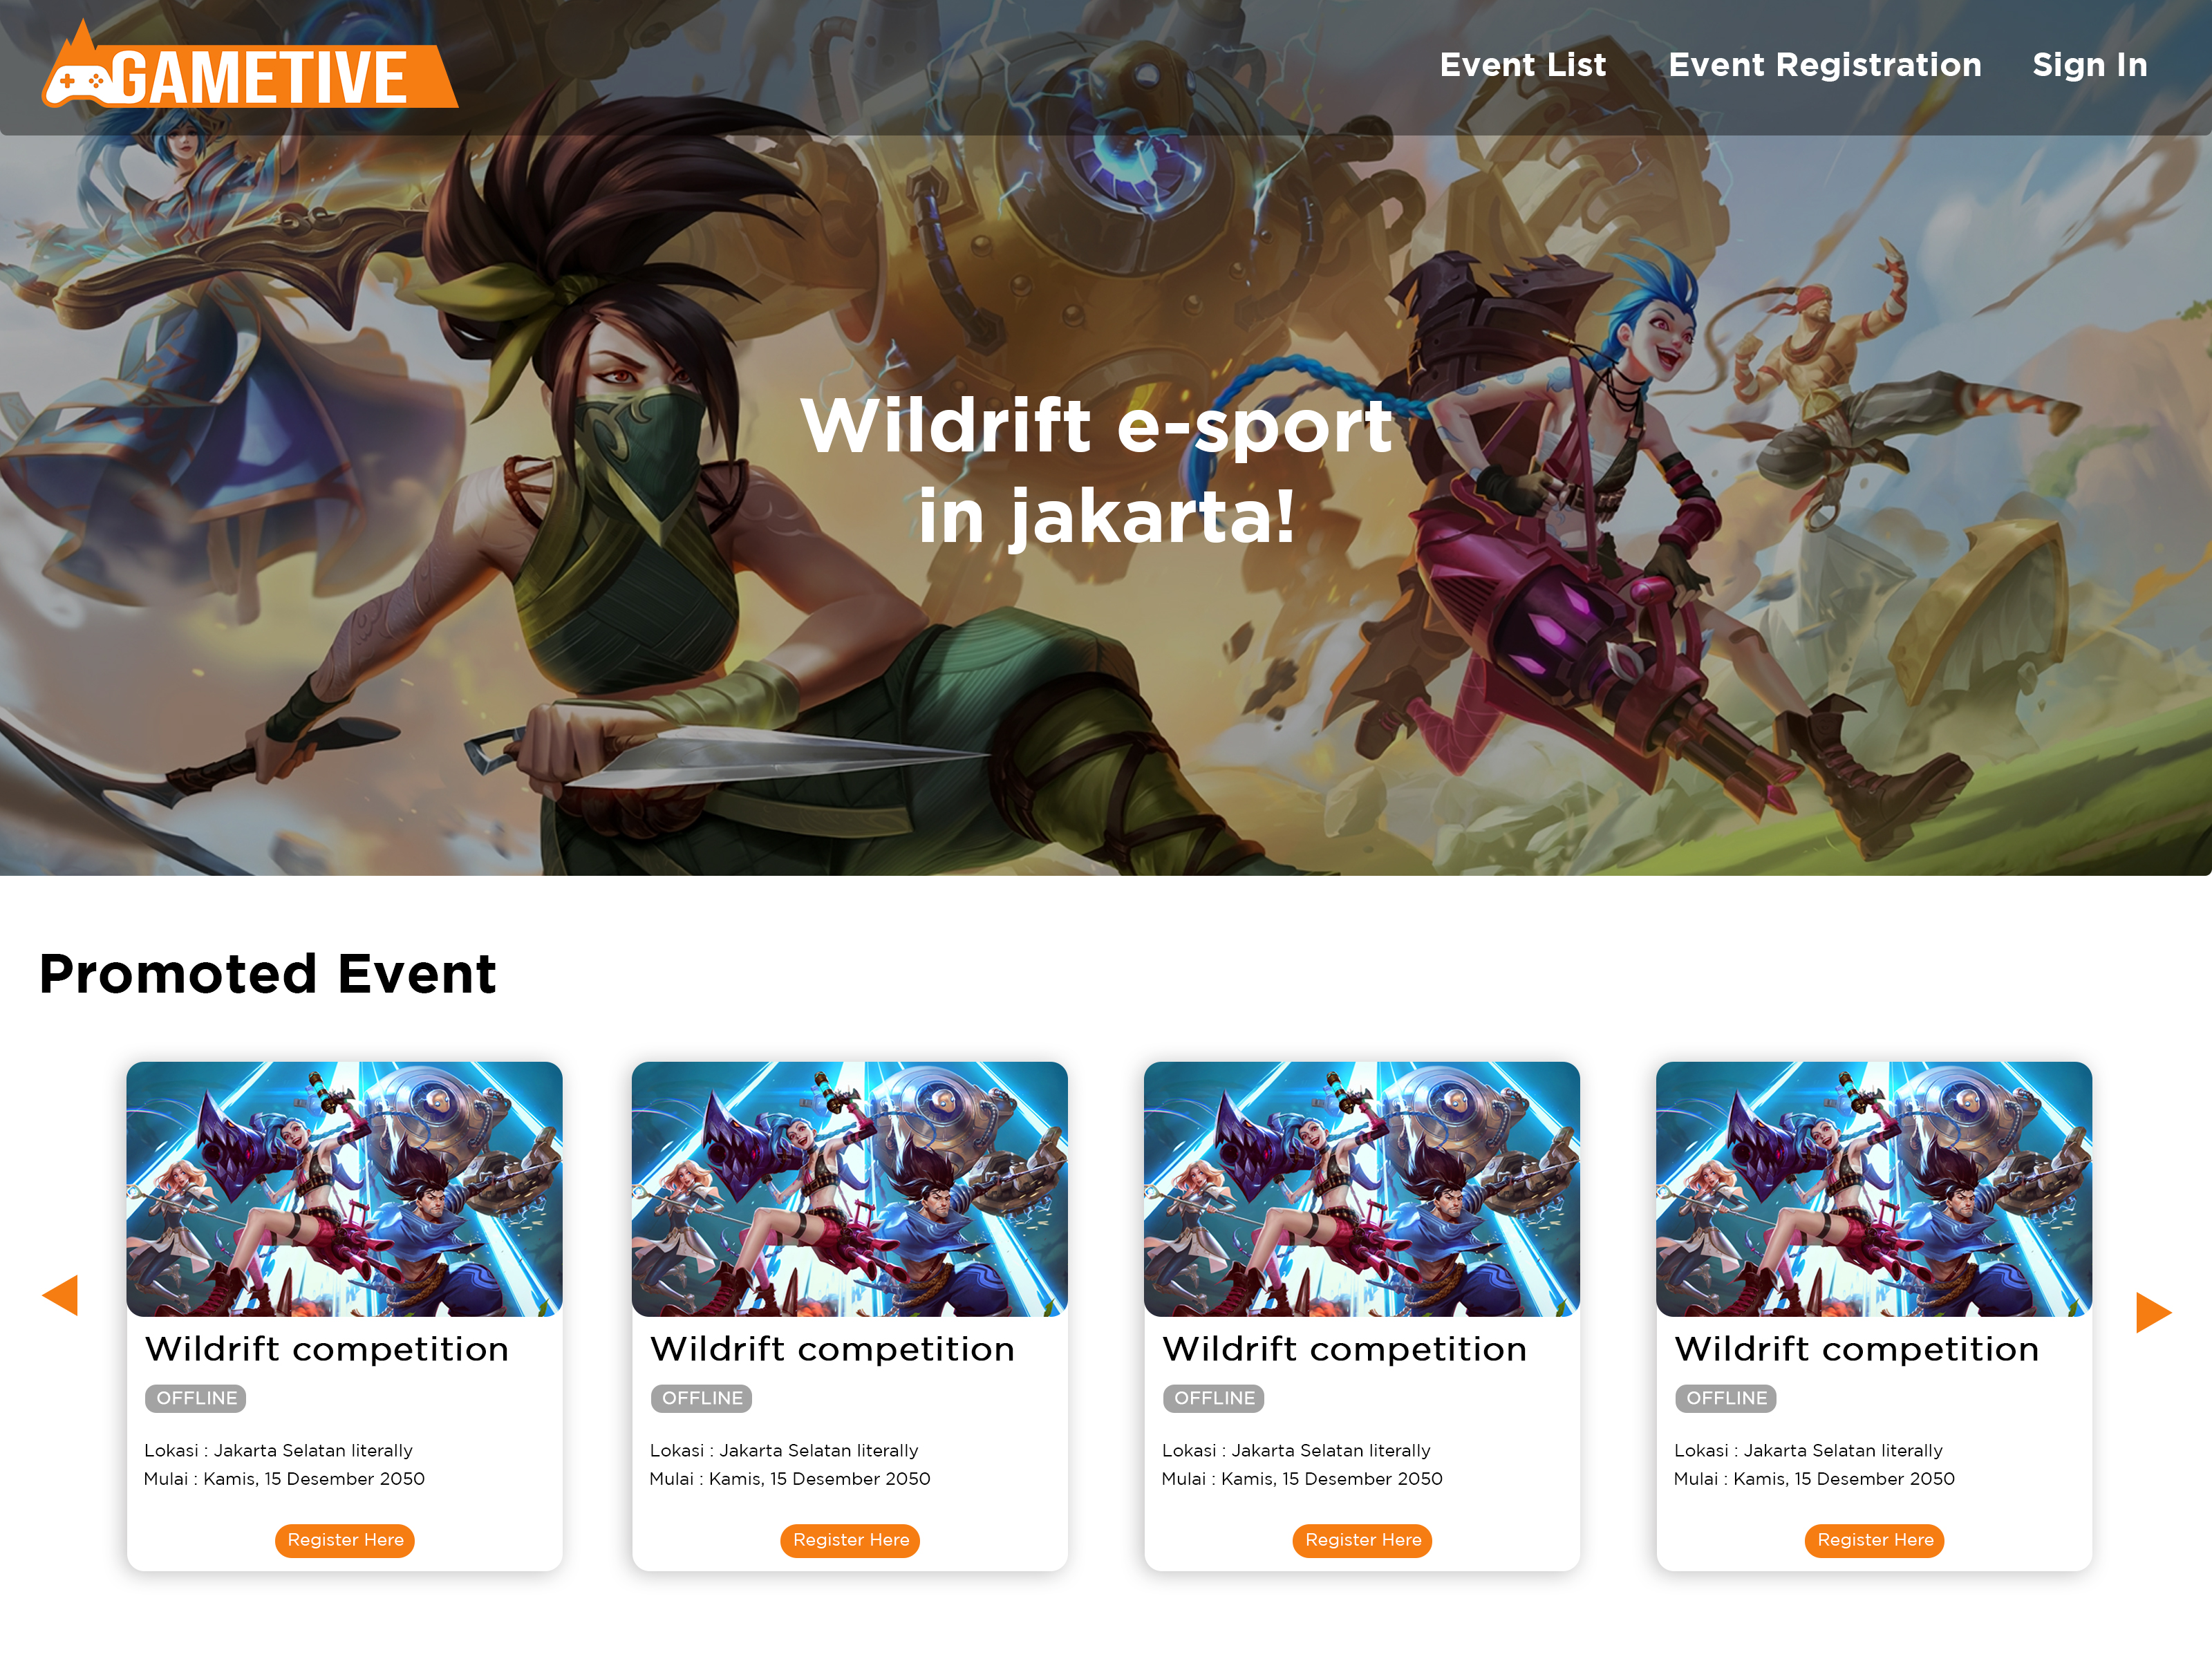 GAMETIVE
Event List
Event Registration
Sign In
Wildrift e-sport
in jakarta!
Promoted Event
Wildrift competition
OFFLINE
Lokasi : Jakarta Selatan literally
Mulai : Kamis, 15 Desember 2050
Register Here
Wildrift competition
OFFLINE
Lokasi : Jakarta Selatan literally
Mulai : Kamis, 15 Desember 2050
Register Here
Wildrift competition
OFFLINE
Lokasi : Jakarta Selatan literally
Mulai : Kamis, 15 Desember 2050
Register Here
Wildrift competition
OFFLINE
Lokasi : Jakarta Selatan literally
Mulai : Kamis, 15 Desember 2050
Register Here